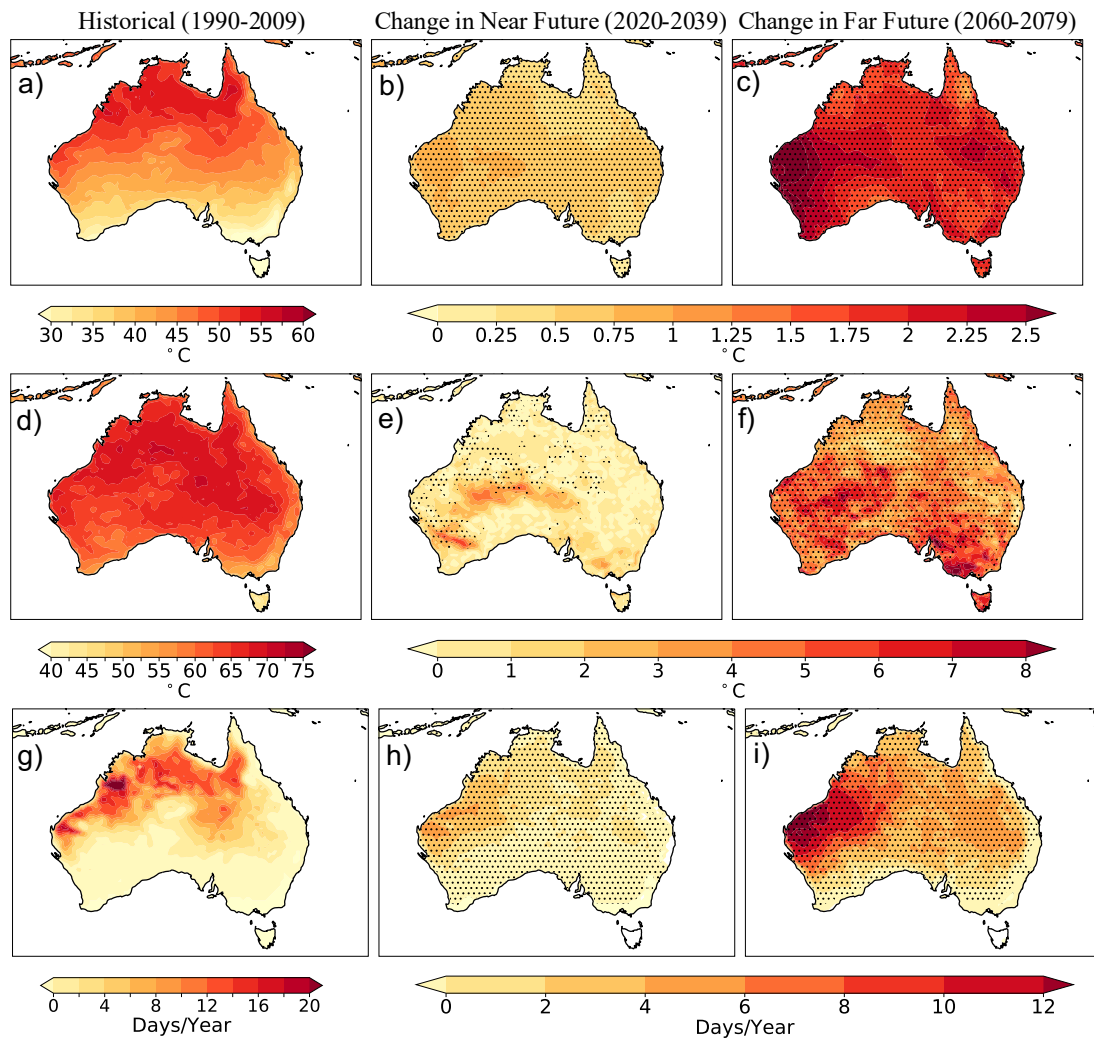 Historical (1990-2009) Change in Near Future (2020-2039) Change in Far Future (2060-2079)
a) b) c)
30 35 40 45 50 55 60 0 0.25 0.75 1 1.25 1.5 1.75 2 2.25 2.5
°C °C
d) e) f)
40 45 50 55 60 65 70 75 0 1 2 3 4 5 6 7 8
°C °C
g) h) i)
0 4 8 12 16 20 0 2 4 6 8 10 12
Days/Year Days/Year